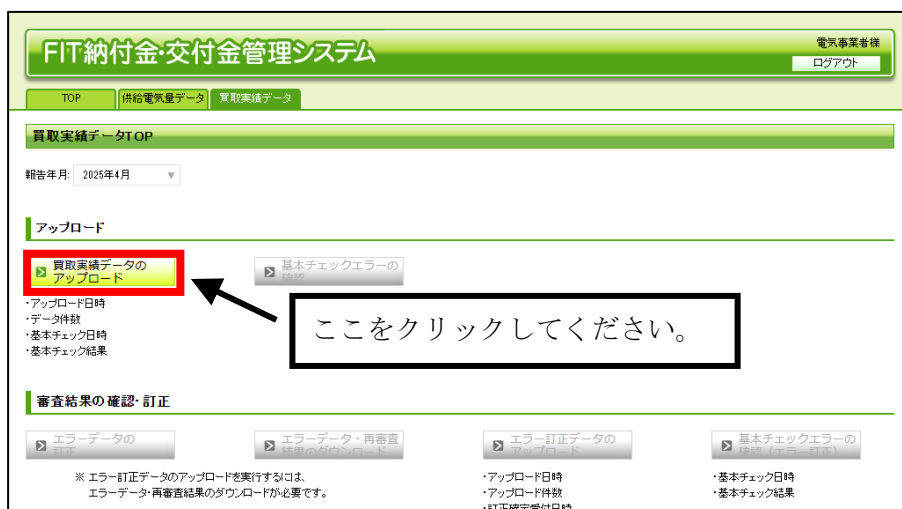 FIT納付金・交付金管理システム
電気事業者様
ログアウト
TOP 供給電気量データ 買取実績データ
買取実績データTOP
報告年月: 2025年4月
アップロード
買取実績データの
アップロード
基本チェックエラーの
確認
・アップロード日時
・データ件数
・基本チェック日時
・基本チェック結果
ここをクリックしてください。
審査結果の確認・訂正
エラーデータの
訂正
エラーデータ・再審査
結果のダウンロード
エラー訂正データの
アップロード
基本チェックエラーの
確認（エラー訂正）
※ エラー訂正データのアップロードを実行するには、
エラーデータ・再審査結果のダウンロードが必要です。
・アップロード日時
・アップロード件数
・訂正確定受付日時
・基本チェック日時
・基本チェック結果